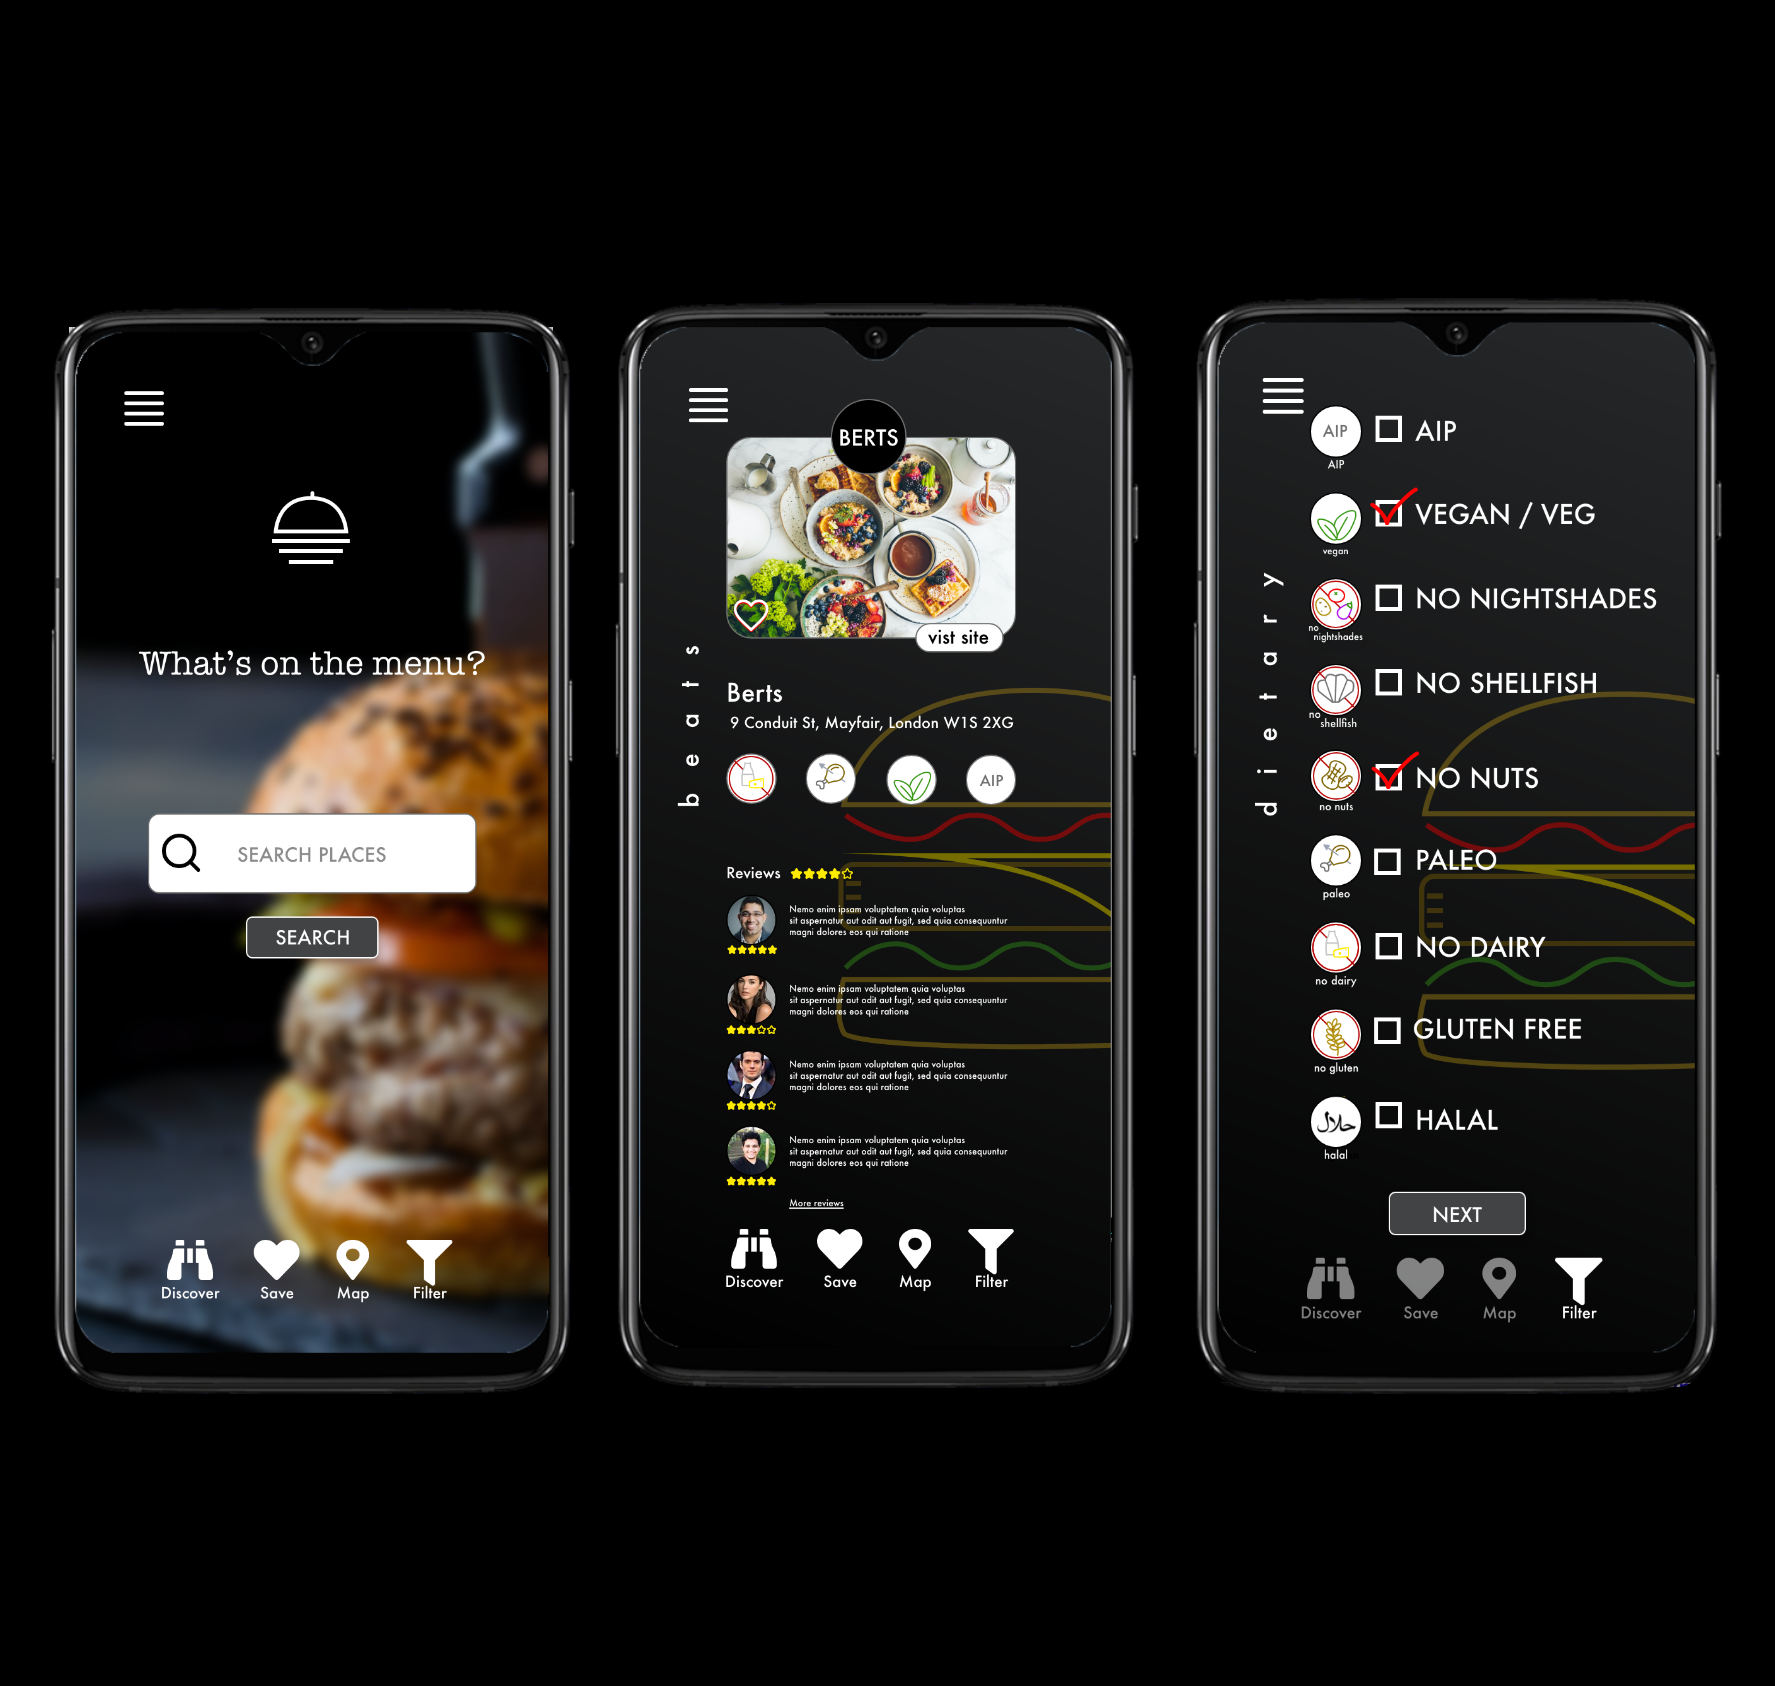 What's on the menu?
SEARCH PLACES
SEARCH
Discover Save Map Filter
BERTS
vist site
beats
Berts
9 Conduit St, Mayfair, London W1S 2XG
AIP
Reviews
Nemo enim ipsam voluptatem quia voluptas
sit aspernatur aut odit aut fugit, sed quia consequuntur
magni dolores eos qui ratione
Nemo enim ipsam voluptatem quia voluptas
sit aspernatur aut odit aut fugit, sed quia consequuntur
magni dolores eos qui ratione
Nemo enim ipsam voluptatem quia voluptas
sit aspernatur aut odit aut fugit, sed quia consequuntur
magni dolores eos qui ratione
Nemo enim ipsam voluptatem quia voluptas
sit aspernatur aut odit aut fugit, sed quia consequuntur
magni dolores eos qui ratione
More reviews
Discover Save Map Filter
dietary
AIP AIP
AIP
VEGAN / VEG
vegan
NO NIGHTSHADES
no
nightshades
NO SHELLFISH
no
shellfish
NO NUTS
no nuts
PALEO
paleo
NO DAIRY
no dairy
GLUTEN FREE
no gluten
حلال HALAL
halal
NEXT
Discover Save Map Filter